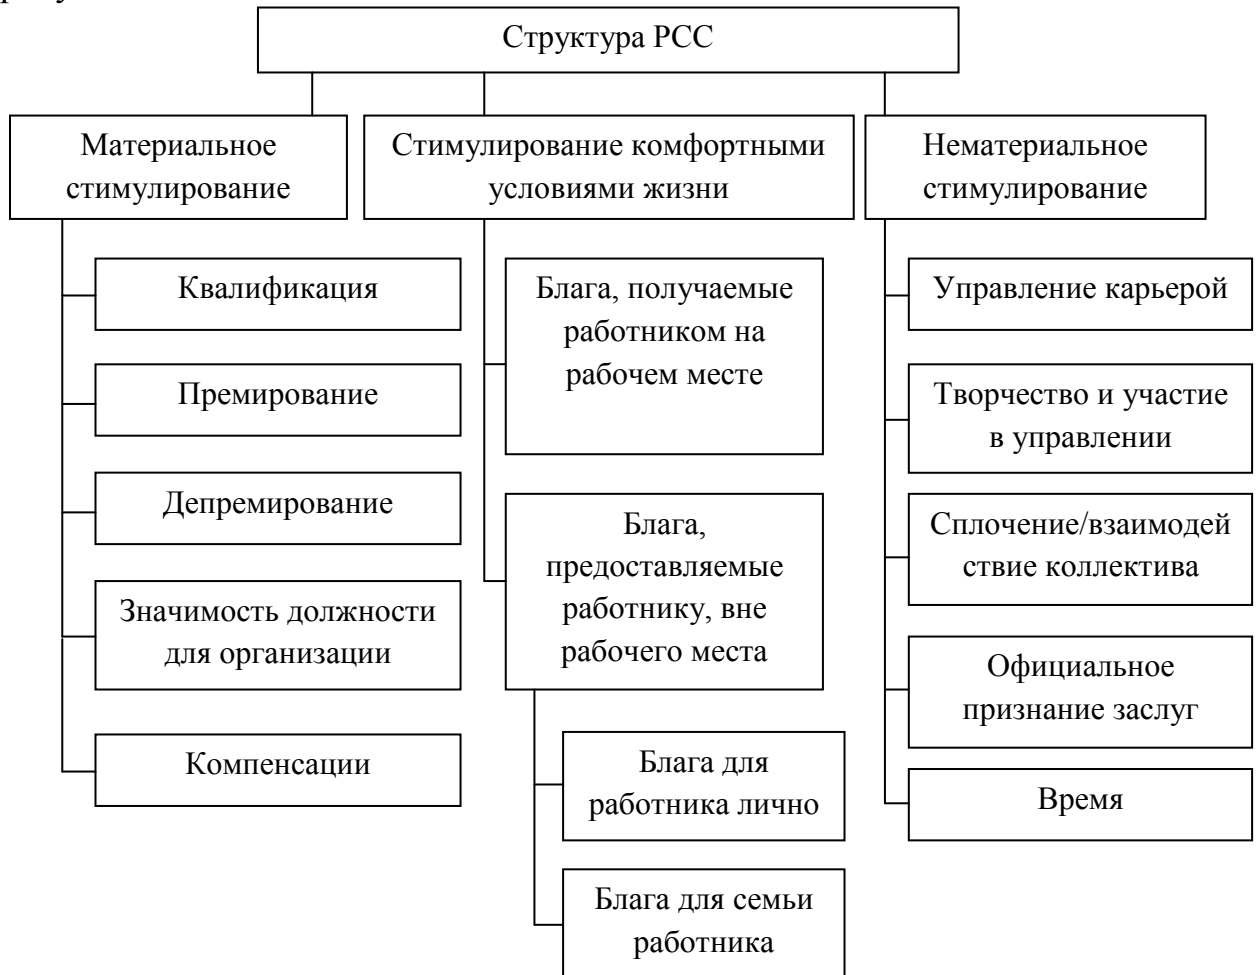 Структура РСС
Материальное
стимулирование
Стимулирование комфортными
условиями жизни
Нематериальное
стимулирование
Квалификация
Премирование
Депремирование
Значимость должности
для организации
Компенсации
Блага, получаемые
работником на
рабочем месте
Блага,
предоставляемые
работнику, вне
рабочего места
Блага для
работника лично
Блага для семьи
работника
Управление карьерой
Творчество и участие
в управлении
Сплочение/взаимодей
ствие коллектива
Официальное
признание заслуг
Время